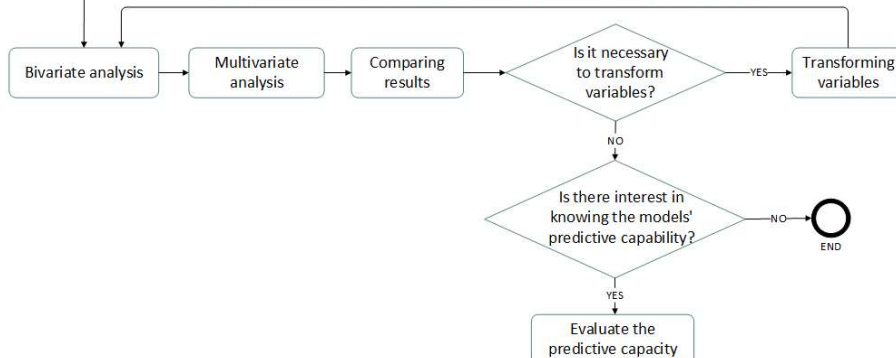 Bivariate analysis
Multivariate
analysis
Comparing
results
Is it necessary
to transform
variables?
YES
Transforming
variables
NO
Is there interest in
knowing the models'
predictive capability?
NO
END
YES
Evaluate the
predictive capacity